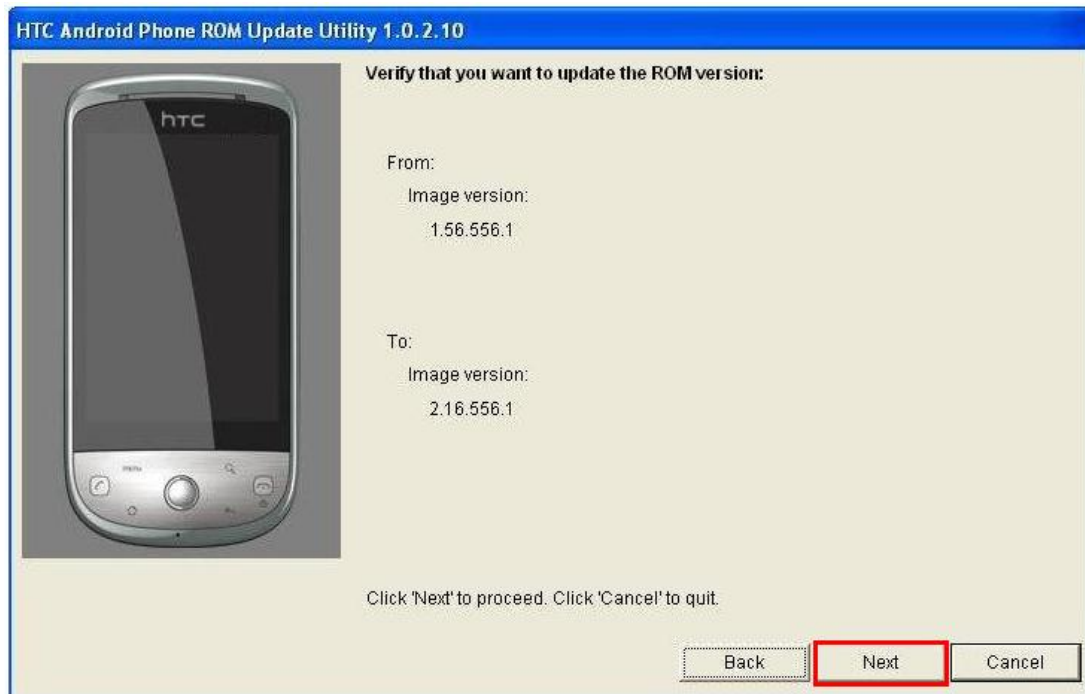 HTC Android Phone ROM Update Utility 1.0.2.10
Verify that you want to update the ROM version:
hTC
From:
Image version:
1.56.556.1
To:
Image version:
2.16.556.1
menu
Click 'Next' to proceed. Click 'Cancel' to quit.
Back Next Cancel